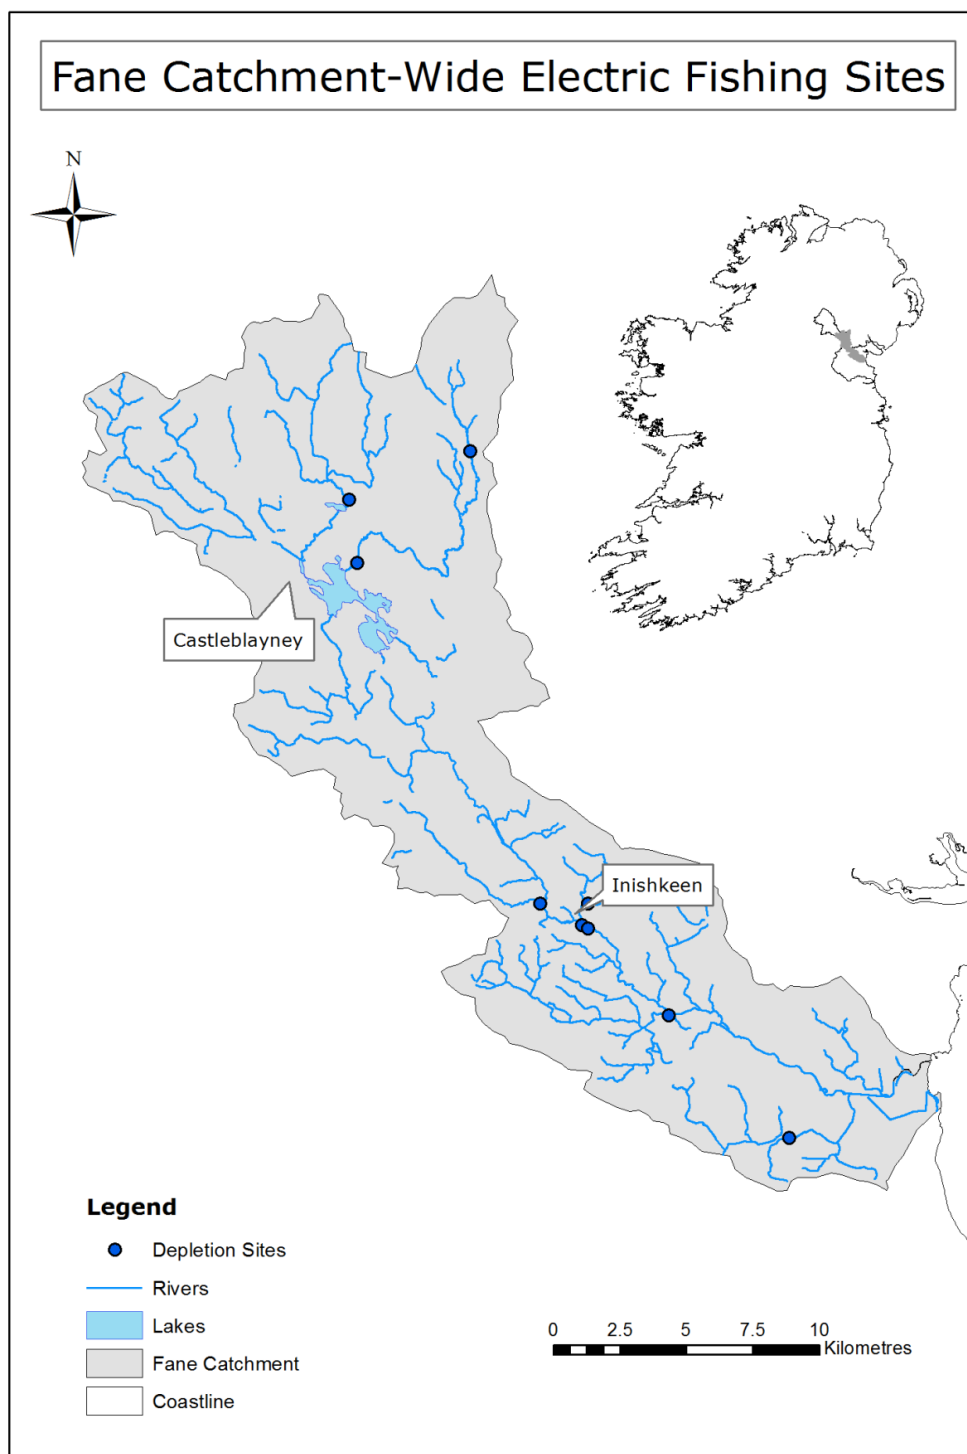 Fane Catchment-Wide Electric Fishing Sites
N
Castleblayney
Inishkeen
Legend
Depletion Sites
Rivers
Lakes
Fane Catchment
Coastline
0 2.5 5 7.5 10
Kilometres